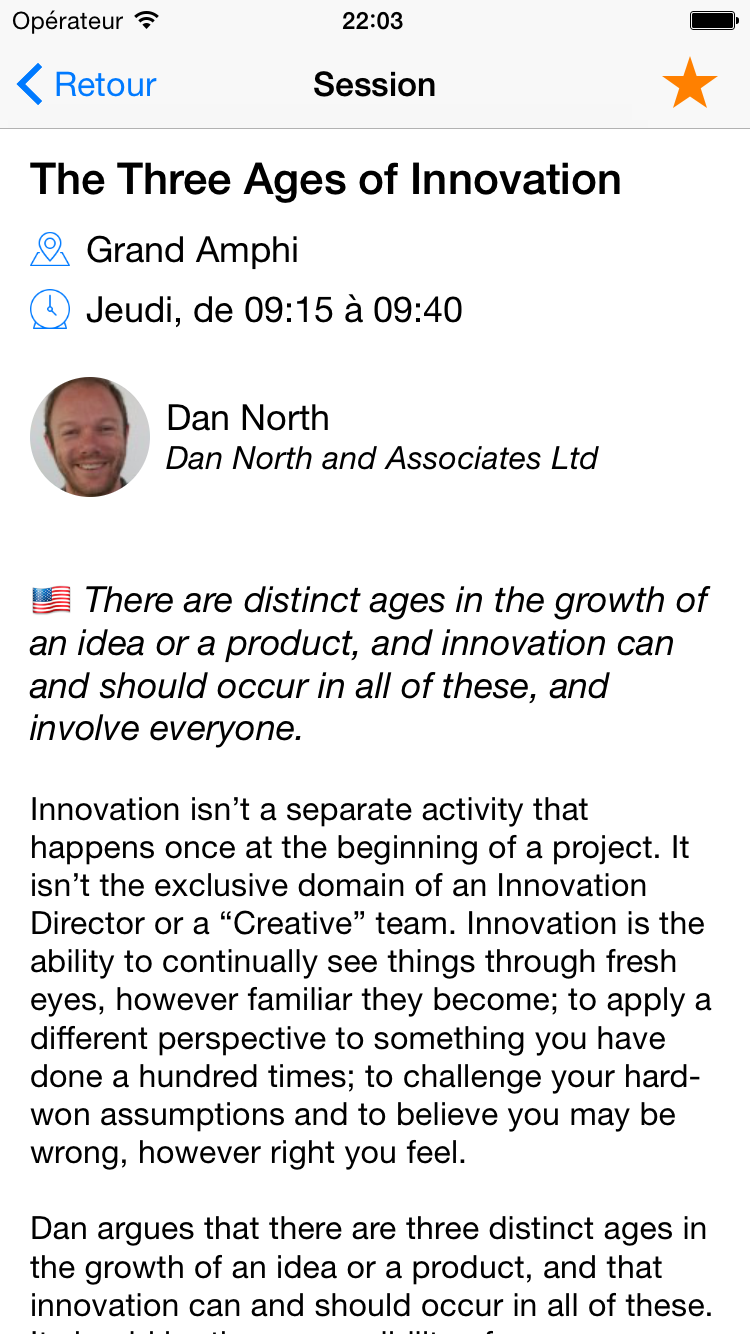 Opérateur 22:03
Retour Session
The Three Ages of Innovation
Grand Amphi
Jeudi, de 09:15 à 09:40
Dan North
Dan North and Associates Ltd
There are distinct ages in the growth of
an idea or a product, and innovation can
and should occur in all of these, and
involve everyone.
Innovation isn’t a separate activity that
happens once at the beginning of a project. It
isn’t the exclusive domain of an Innovation
Director or a “Creative” team. Innovation is the
ability to continually see things through fresh
eyes, however familiar they become; to apply a
different perspective to something you have
done a hundred times; to challenge your hard-
won assumptions and to believe you may be
wrong, however right you feel.
Dan argues that there are three distinct ages in
the growth of an idea or a product, and that
innovation can and should occur in all of these.